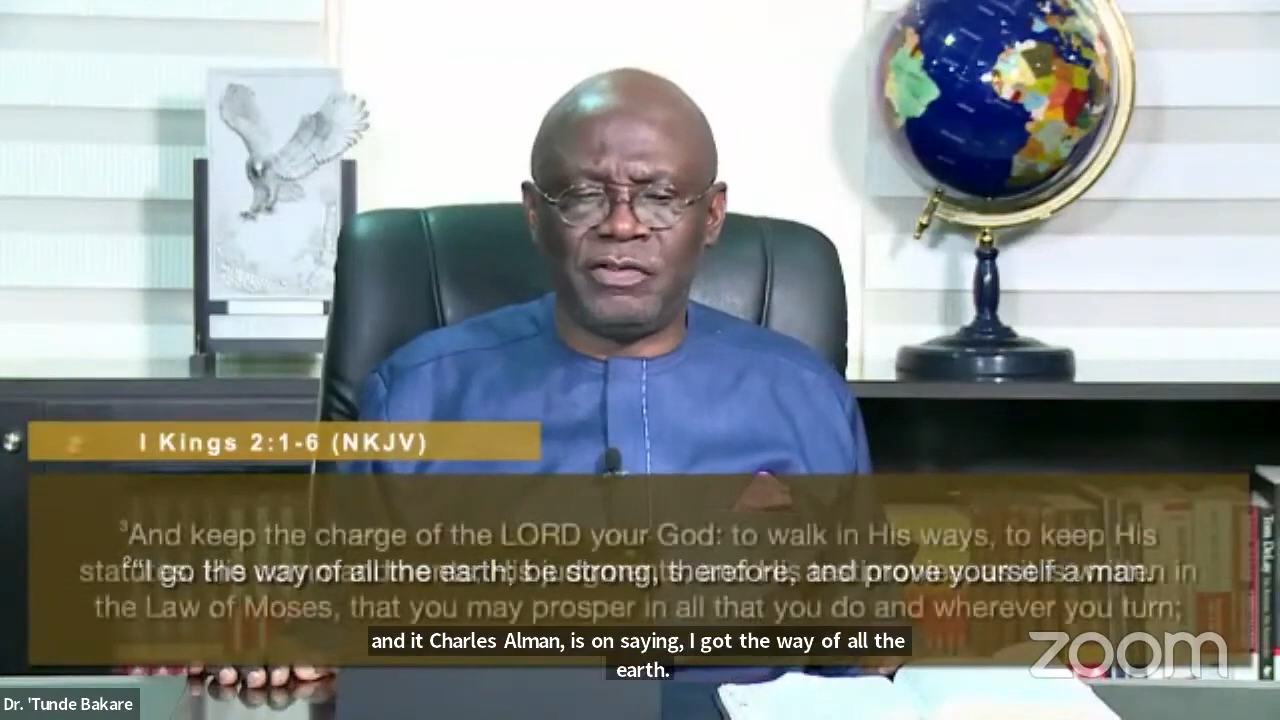 I Kings 2:1-6 (NKJV)
³And keep the charge of the LORD your God: to walk in His ways, to keep His
²"I go the way of all the earth; be strong, therefore, and prove yourself a man.
the Law of Moses, that you may prosper in all that you do and wherever you turn;
and it Charles Alman, is on saying, I got the way of all the
earth.
zoom
Dr. 'Tunde Bakare